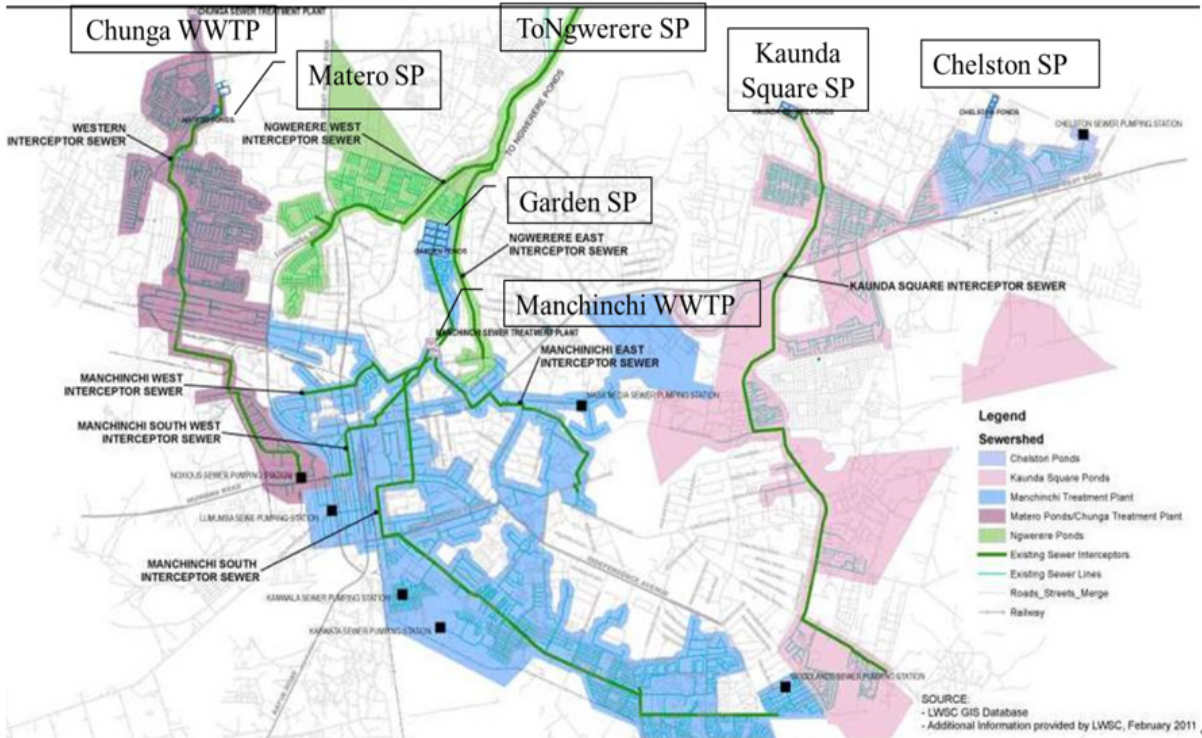 CHUNGA SEWER TREATMENT PLANT
Chunga WWTP
Matero SP
ToNgwerere SP
Kaunda
Square SP
Chelston SP
MATERO PONDS
WESTERN
INTERCEPTOR SEWER
NGWERERE WEST
INTERCEPTOR SEWER
TO NGWERERE PONDS
CHELSTON PONDS
CHELSTON SEWER PUMPING STATION
Garden SP
GARDEN PONDS
NGWERERE EAST
INTERCEPTOR SEWER
KAUNDA SQUARE INTERCEPTOR SEWER
Manchinchi WWTP
MANCHINCHI SEWER TREATMENT PLANT
MANCHINICHI EAST
INTERCEPTOR SEWER
MANCHINCHI WEST
INTERCEPTOR SEWER
MASS MEDIA SEWER PUMPING STATION
MANCHINCHI SOUTH WEST
INTERCEPTOR SEWER
SEWER PUMPING STATION
LUMUMBA SEWE PUMPING STATION
MANCHINCHI SOUTH
INTERCEPTOR SEWER
INDEPENDENCE AVENUE
KAMWALA SEWER PUMPING STATION
SEWER PUMPING STATION
WOODLANDS SEWER PUMPING STATION
Legend
Sewershed
Chelston Ponds
Kaunda Square Ponds
Manchinchi Treatment Plant
Matero Ponds/Chunga Treatment Plant
Ngwerere Ponds
Existing Sewer Interceptors
Existing Sewer Lines
Roads_Streets_Merge
Railway
SOURCE:
- LWSC GIS Database
- Additional Information provided by LWSC, February 2011